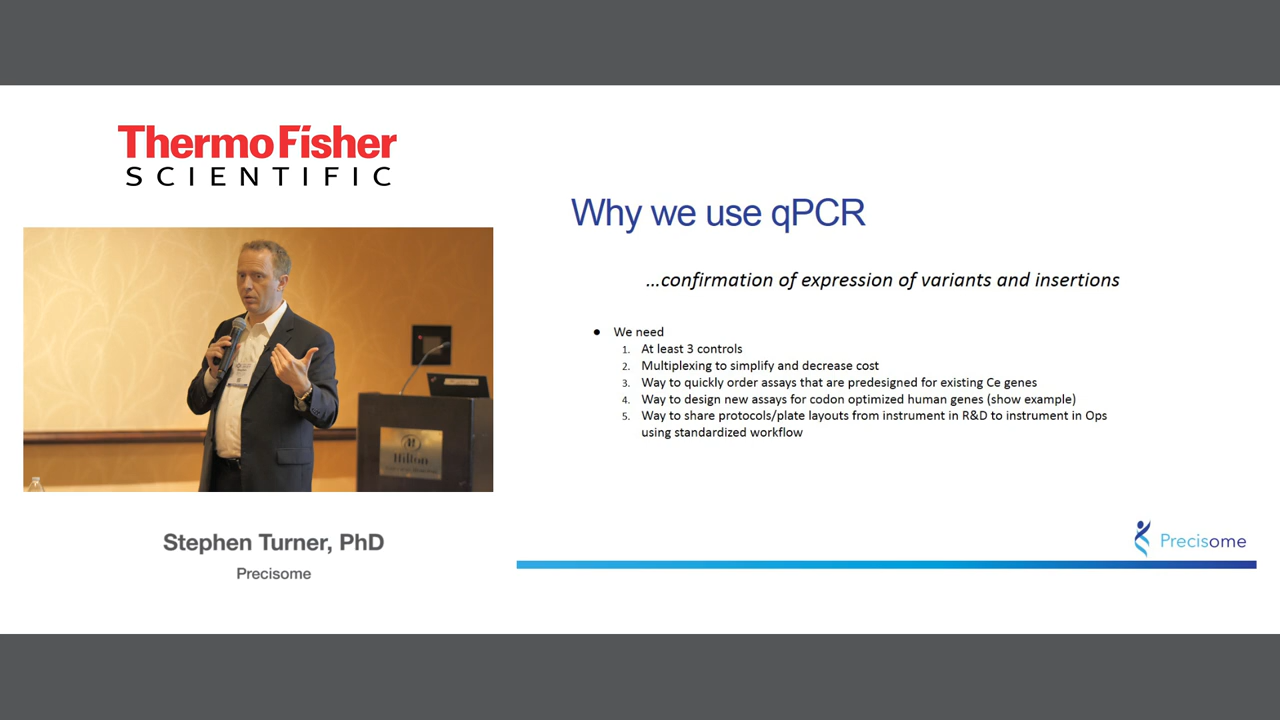 ThermoFisher
SCIENTIFIC
Why we use qPCR
...confirmation of expression of variants and insertions
● We need
1. At least 3 controls
2. Multiplexing to simplify and decrease cost
3. Way to quickly order assays that are predesigned for existing Ce genes
4. Way to design new assays for codon optimized human genes (show example)
5. Way to share protocols/plate layouts from instrument in R&D to instrument in Ops
using standardized workflow
Hilton
Stephen Turner, PhD
Precisome
Precisome